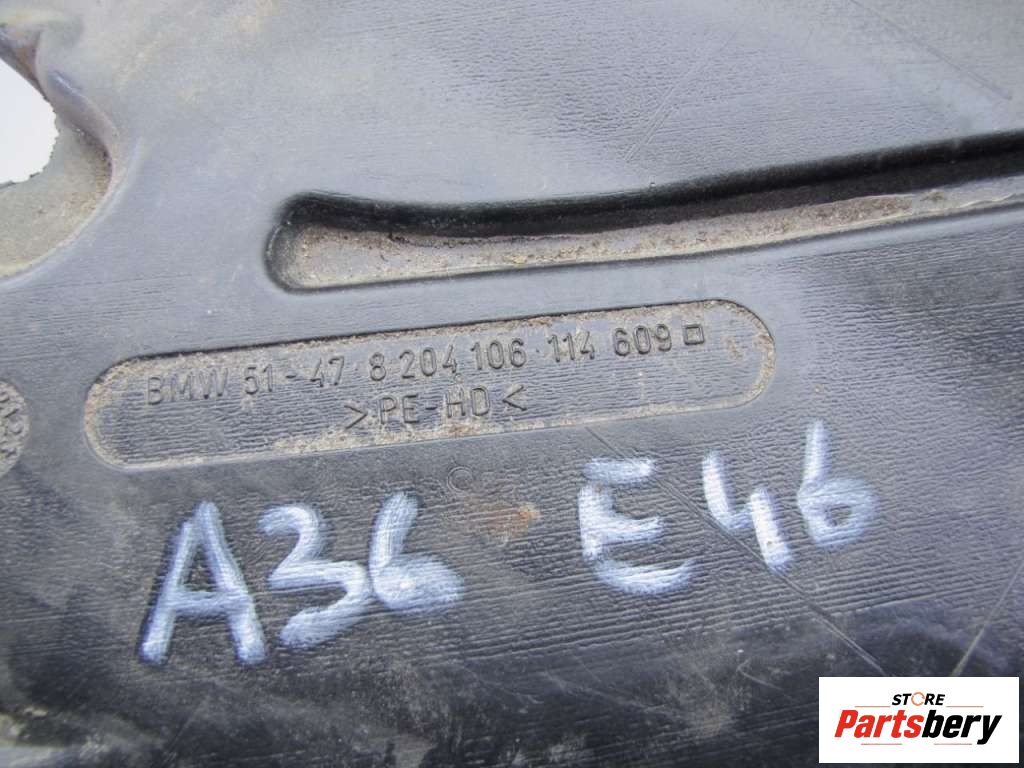 BMW 51-47 8 204 106 114 609
>PE-HD<
A36 E46
STORE
Partsbery